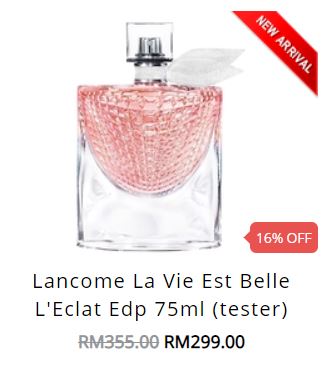 NEW ARRIVAL
16% OFF
Lancome La Vie Est Belle
L'Eclat Edp 75ml (tester)
RM355.00 RM299.00